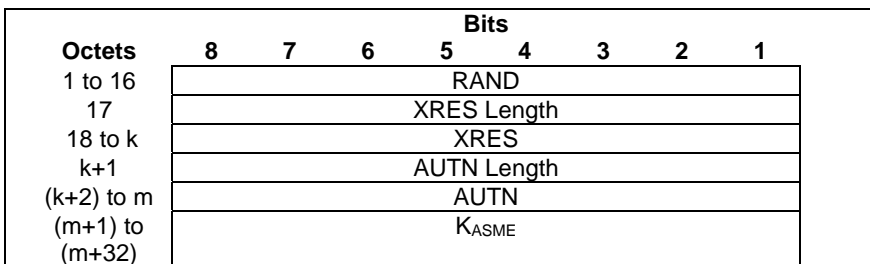 Bits
Octets 8 7 6 5 4 3 2 1
1 to 16 RAND
17 XRES Length
18 to k XRES
k+1 AUTN Length
(k+2) to m AUTN
(m+1) to KASME
(m+32)